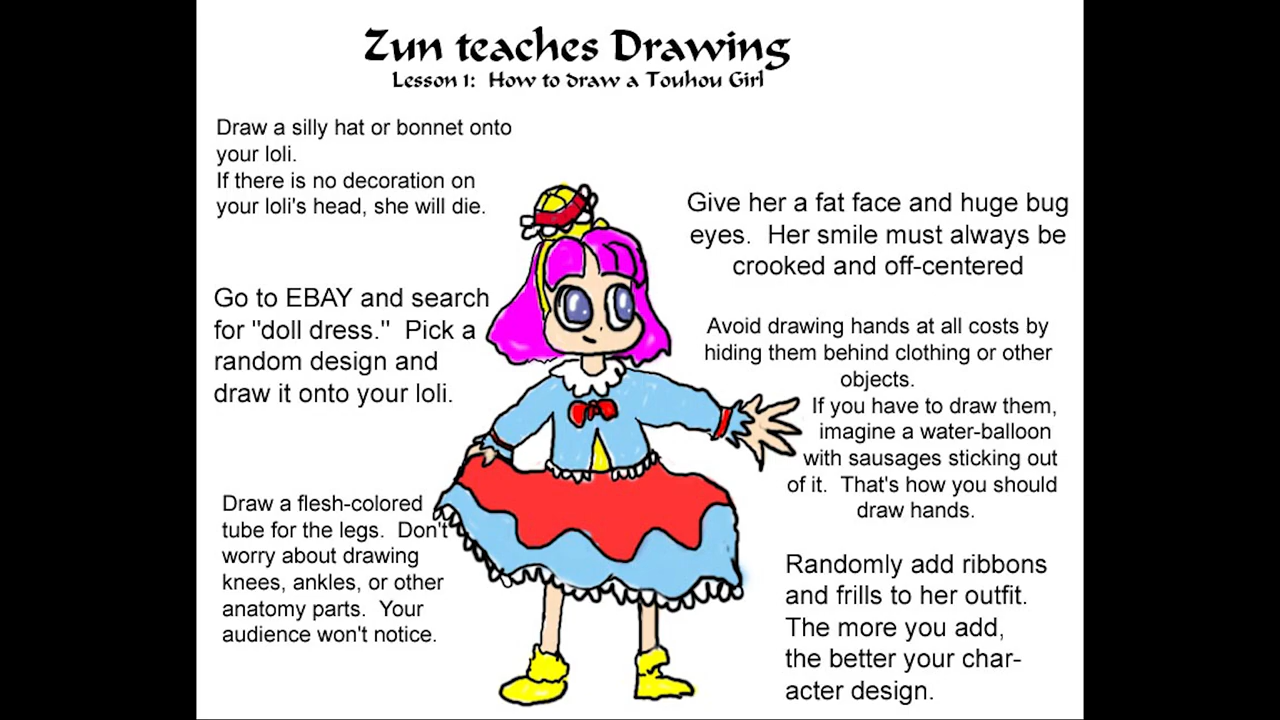 Zun teaches Drawing
Lesson 1: How to draw a Touhou Girl
Draw a silly hat or bonnet onto
your loli.
If there is no decoration on
your loli's head, she will die.
Give her a fat face and huge bug
eyes. Her smile must always be
crooked and off-centered
Go to EBAY and search
for "doll dress." Pick a
random design and
draw it onto your loli.
Avoid drawing hands at all costs by
hiding them behind clothing or other
objects.
If you have to draw them,
imagine a water-balloon
with sausages sticking out
of it. That's how you should
draw hands.
Draw a flesh-colored
tube for the legs. Don't
worry about drawing
knees, ankles, or other
anatomy parts. Your
audience won't notice.
Randomly add ribbons
and frills to her outfit.
The more you add,
the better your char-
acter design.